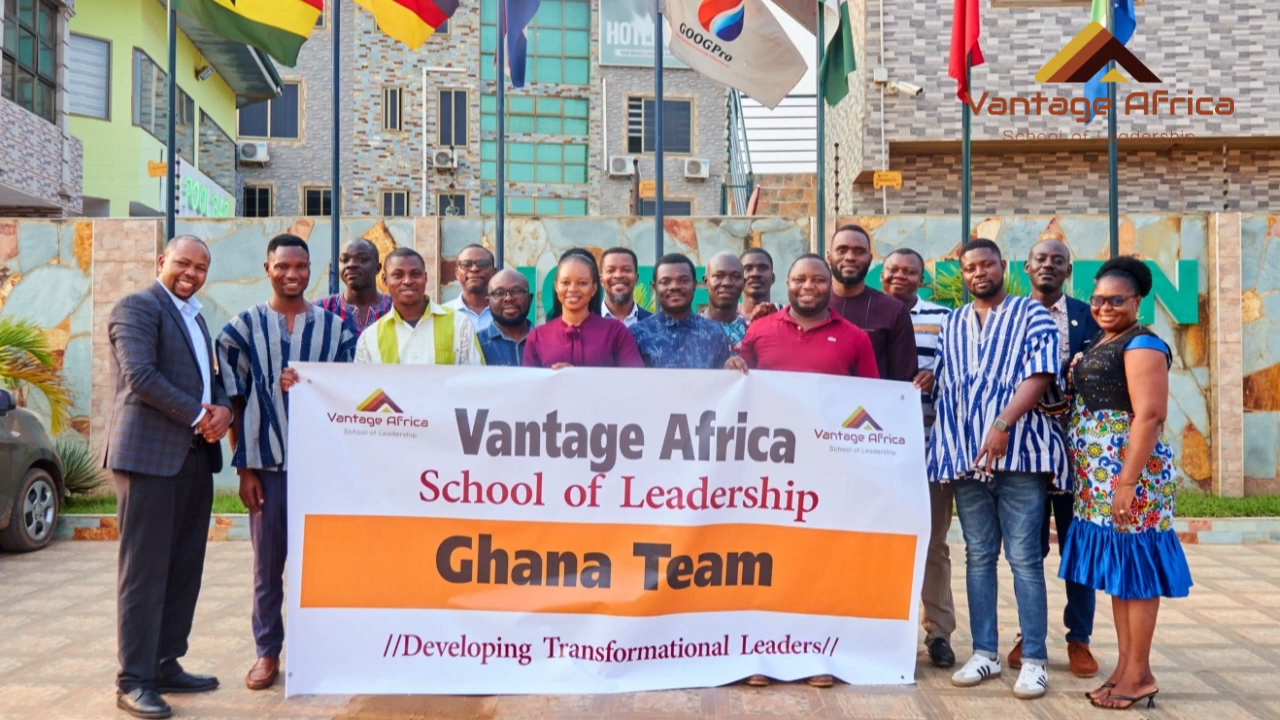 HOTEL
GOOGPro
Vantage Africa
School of Leadership
Vantage Africa
School of Leadership
Vantage Africa
School of Leadership
Vantage Africa
School of Leadership
Ghana Team
//Developing Transformational Leaders//